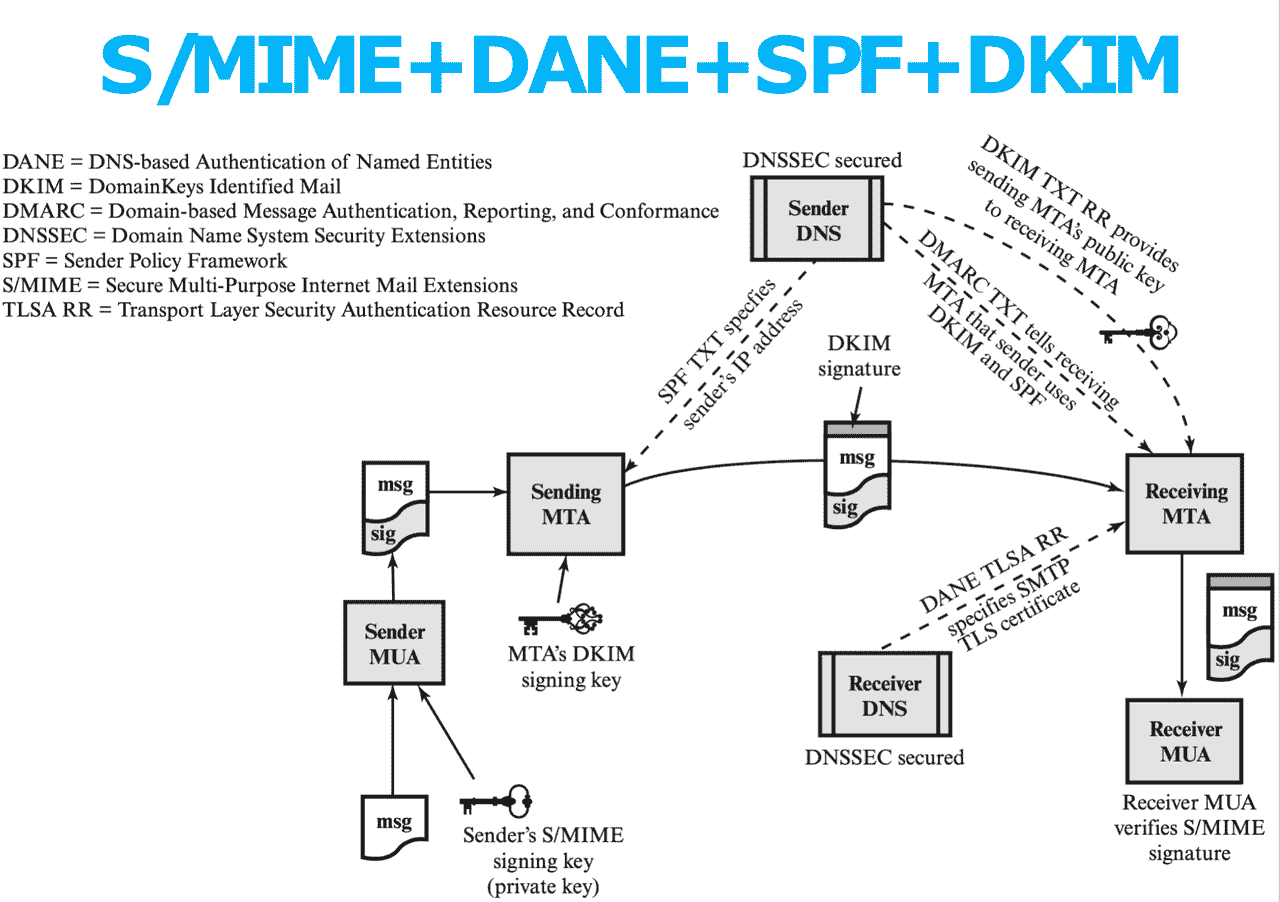 S/MIME+DANE+SPF+DKIM
DANE = DNS-based Authentication of Named Entities
DKIM = DomainKeys Identified Mail
DMARC = Domain-based Message Authentication, Reporting, and Conformance
DNSSEC = Domain Name System Security Extensions
SPF = Sender Policy Framework
S/MIME = Secure Multi-Purpose Internet Mail Extensions
TLSA RR = Transport Layer Security Authentication Resource Record
DNSSEC secured
Sender
DNS
DKIM TXT RR provides
sending MTA's public key
to receiving MTA
DMARC TXT tells receiving
MTA that sender uses
DKIM and SPF
SPF TXT specfies
sender's IP address
DKIM
signature
msg
sig
msg
sig
Sending
MTA
Receiving
MTA
DANE TLSA RR
specifies SMTP
TLS certificate
msg
sig
Sender
MUA
MTA's DKIM
signing key
Receiver
DNS
DNSSEC secured
Receiver
MUA
msg
Sender's S/MIME
signing key
(private key)
Receiver MUA
verifies S/MIME
signature